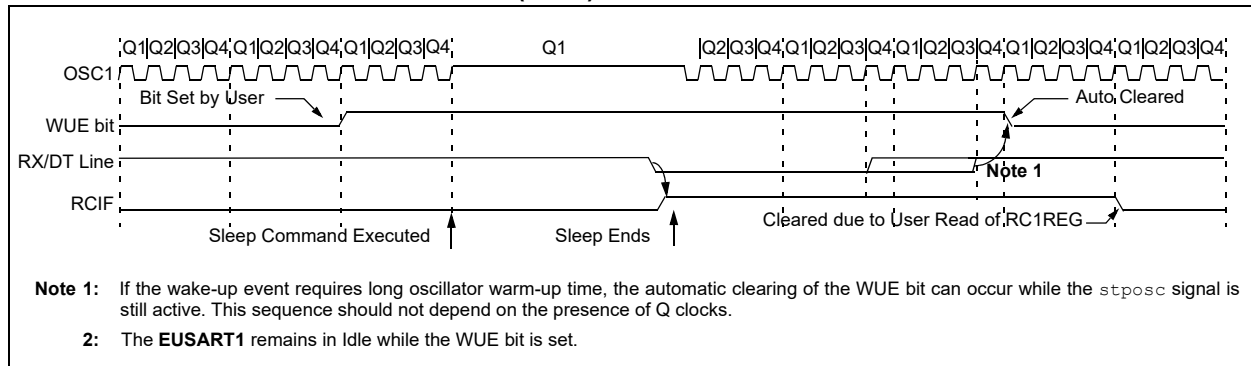 Q1|Q2|Q3|Q4|Q1|Q2|Q3|Q4|Q1|Q2|Q3|Q4 Q1 |Q2|Q3|Q4|Q1|Q2|Q3|Q4|Q1|Q2|Q3|Q4|Q1|Q2|Q3|Q4|Q1|Q2|Q3|Q4
OSC1
Bit Set by User Auto Cleared
WUE bit
RX/DT Line
Note 1
RCIF
Cleared due to User Read of RC1REG
Sleep Command Executed Sleep Ends
Note 1: If the wake-up event requires long oscillator warm-up time, the automatic clearing of the WUE bit can occur while the stposc signal is
still active. This sequence should not depend on the presence of Q clocks.
2: The EUSART1 remains in Idle while the WUE bit is set.